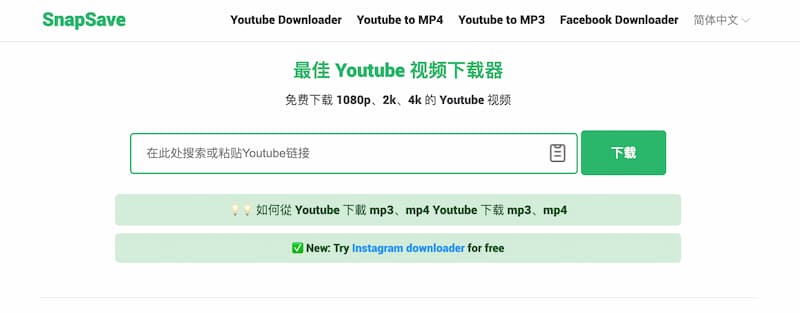 SnapSave
Youtube Downloader Youtube to MP4 Youtube to MP3 Facebook Downloader 简体中文
最佳 Youtube 视频下载器
免费下载 1080p、2k、4k 的 Youtube 视频
在此处搜索或粘贴Youtube链接
下载
如何從 Youtube 下載 mp3、mp4 Youtube 下载 mp3、mp4
New: Try Instagram downloader for free